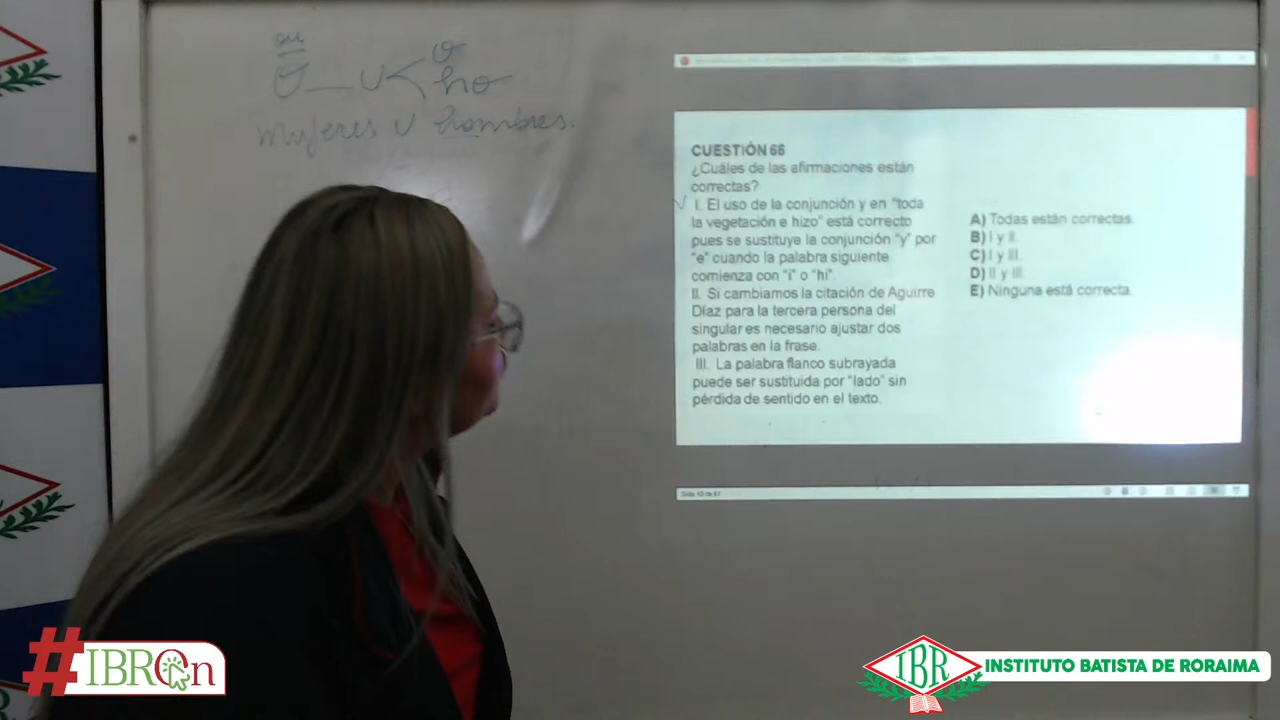 ou
o
O U < ho
mujeres u hombres.
CUESTIÓN 66
¿Cuáles de las afirmaciones están
correctas?
I. El uso de la conjunción y en "toda
la vegetación e hizo" está correcto
pues se sustituye la conjunción "y" por
"e" cuando la palabra siguiente
comienza con "i" o "hi".
II. Si cambiamos la citación de Aguirre
Díaz para la tercera persona del
singular es necesario ajustar dos
palabras en la frase.
III. La palabra flanco subrayada
puede ser sustituida por "lado" sin
pérdida de sentido en el texto.
A) Todas están correctas.
B) I y II.
C) I y III.
D) II y III.
E) Ninguna está correcta.
#IBROn
IBR
INSTITUTO BATISTA DE RORAIMA